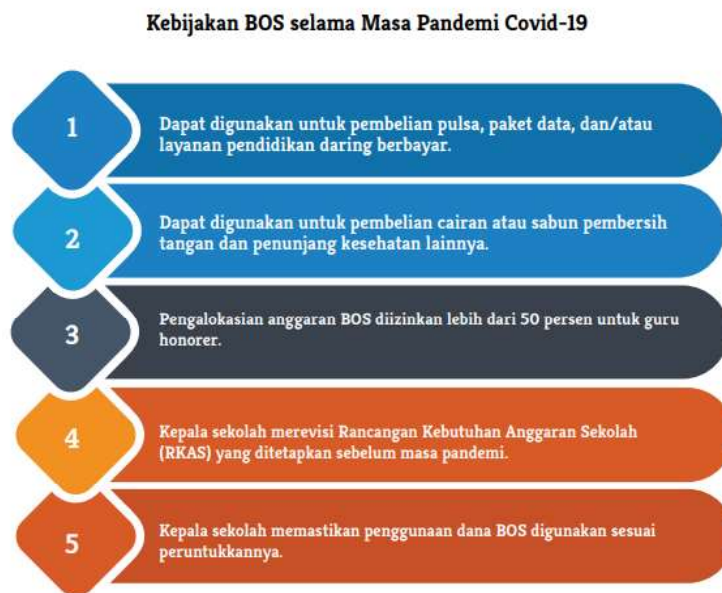 Kebijakan BOS selama Masa Pandemi Covid-19
1
Dapat digunakan untuk pembelian pulsa, paket data, dan/atau
layanan pendidikan daring berbayar.
2
Dapat digunakan untuk pembelian cairan atau sabun pembersih
tangan dan penunjang kesehatan lainnya.
3
Pengalokasian anggaran BOS diizinkan lebih dari 50 persen untuk guru
honorer.
4
Kepala sekolah merevisi Rancangan Kebutuhan Anggaran Sekolah
(RKAS) yang ditetapkan sebelum masa pandemi.
5
Kepala sekolah memastikan penggunaan dana BOS digunakan sesuai
peruntukkannya.